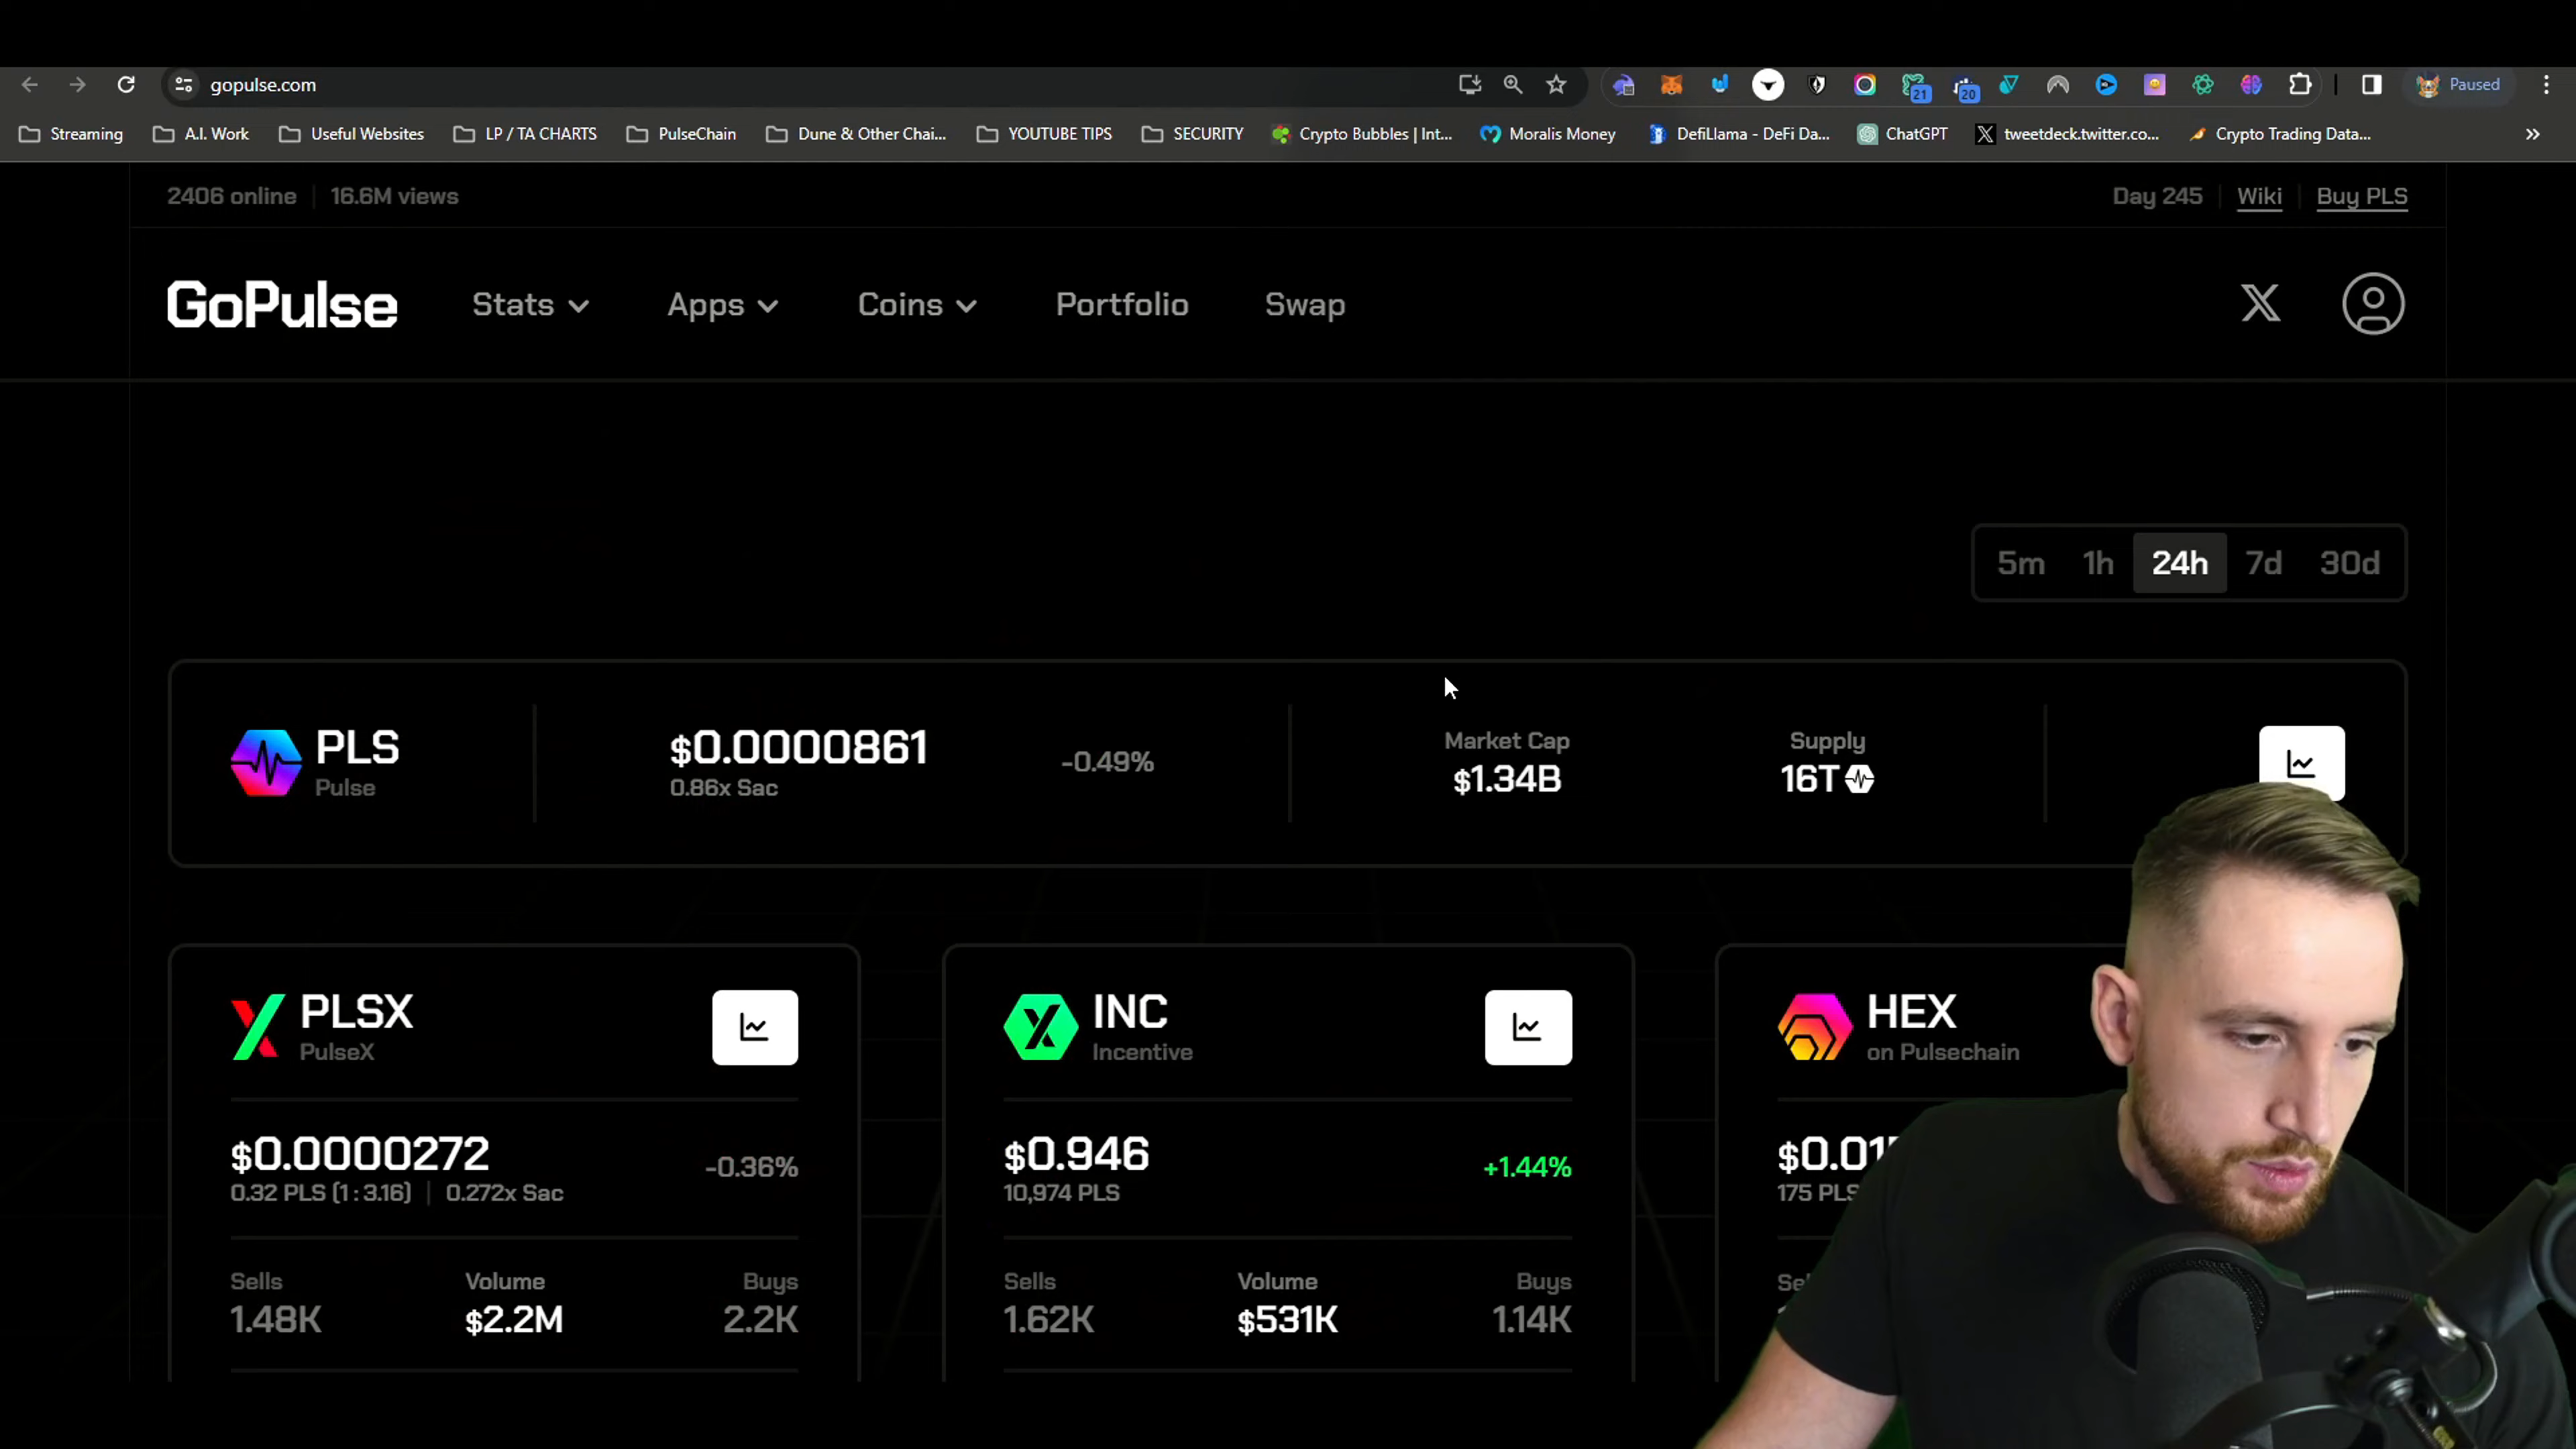 gopulse.com
21
20
Paused
Streaming
A.I. Work
Useful Websites
LP / TA CHARTS
PulseChain
Dune & Other Chai...
YOUTUBE TIPS
SECURITY
Crypto Bubbles | Int...
Moralis Money
DefiLlama - DeFi Da...
ChatGPT
tweetdeck.twitter.co...
Crypto Trading Data...
2406 online
16.6M views
Day 245
Wiki
Buy PLS
GoPulse
Stats
Apps
Coins
Portfolio
Swap
5m 1h 24h 7d 30d
PLS
Pulse
$0.0000861
0.86x Sac
-0.49%
Market Cap
$1.34B
Supply
16T
PLSX
PulseX
$0.0000272
0.32 PLS (1 : 3.16) | 0.272x Sac
-0.36%
Sells
1.48K
Volume
$2.2M
Buys
2.2K
INC
Incentive
$0.946
10,974 PLS
+1.44%
Sells
1.62K
Volume
$531K
Buys
1.14K
HEX
on Pulsechain
175 PLS